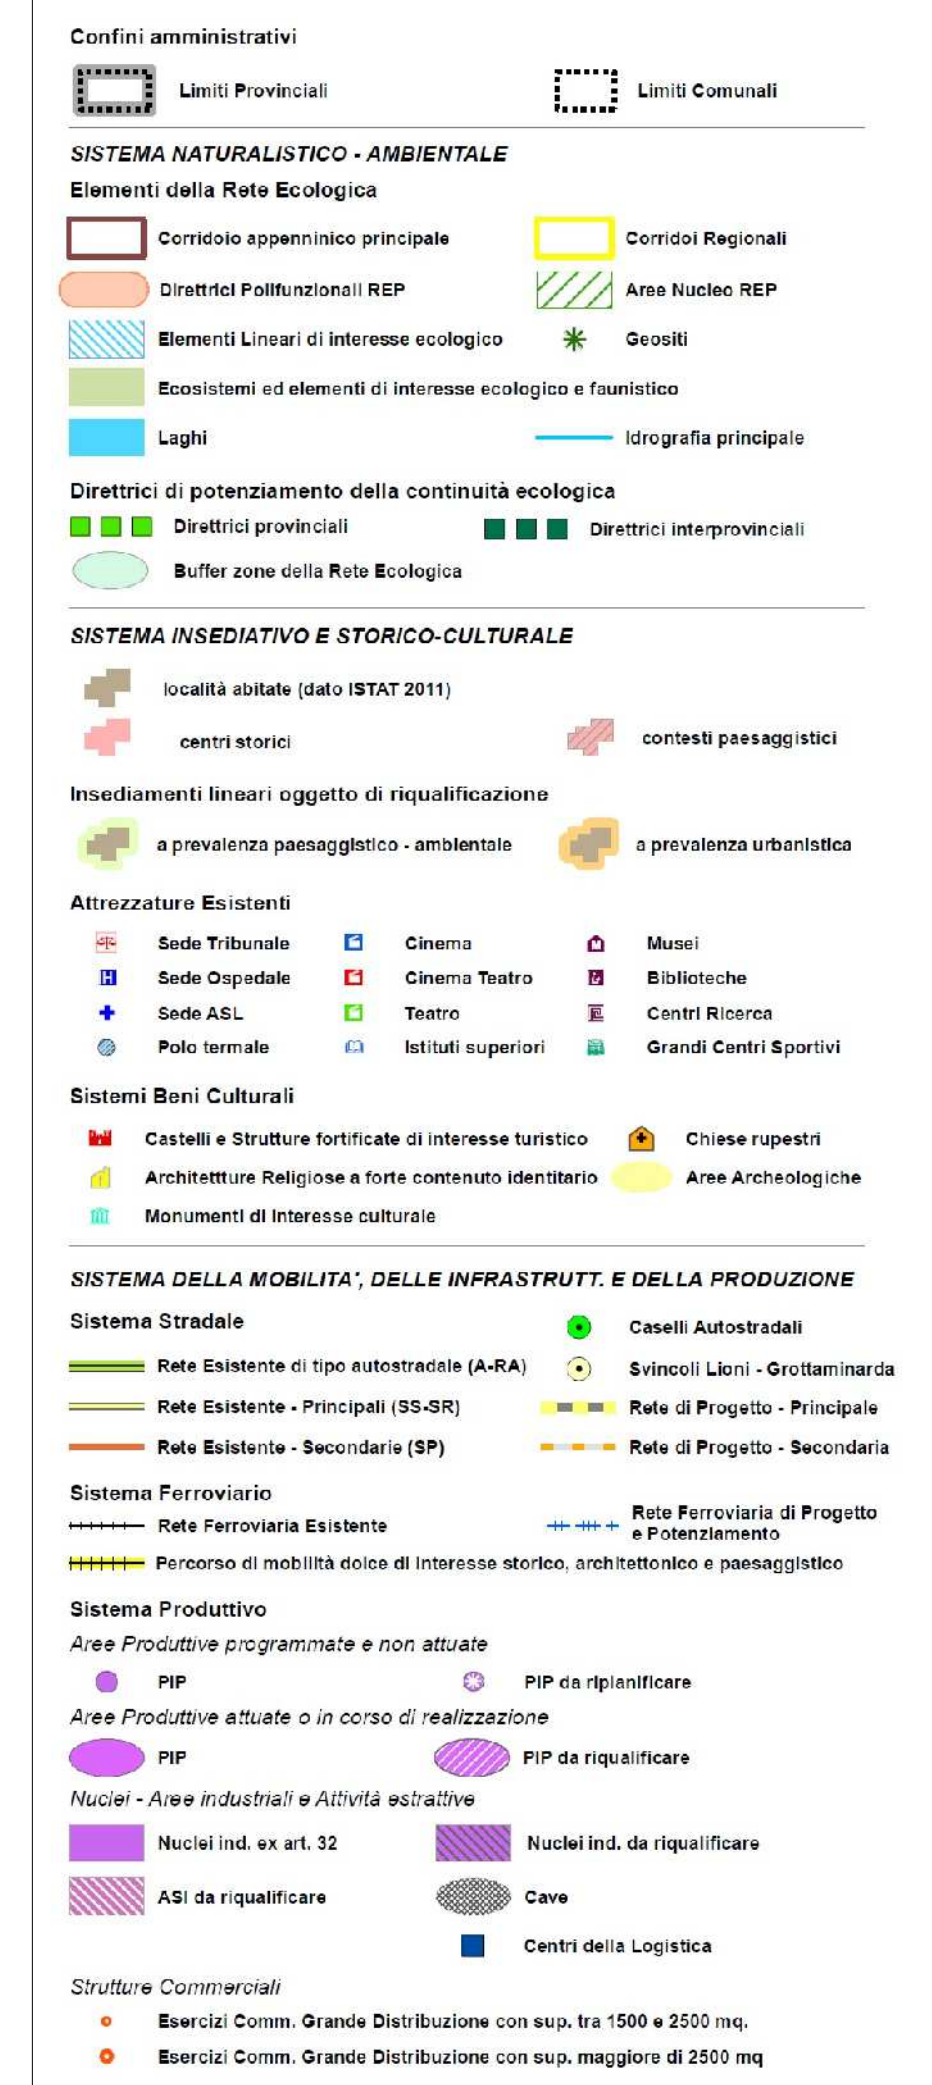 Confini amministrativi
Limiti Provinciali Limiti Comunali
SISTEMA NATURALISTICO - AMBIENTALE
Elementi della Rete Ecologica
Corridoio appenninico principale Corridoi Regionali
Direttrici Polifunzionali REP Aree Nucleo REP
Elementi Lineari di interesse ecologico Geositi
Ecosistemi ed elementi di interesse ecologico e faunistico
Laghi Idrografia principale
Direttrici di potenziamento della continuità ecologica
Direttrici provinciali Direttrici interprovinciali
Buffer zone della Rete Ecologica
SISTEMA INSEDIATIVO E STORICO-CULTURALE
località abitate (dato ISTAT 2011)
centri storici contesti paesaggistici
Insediamenti lineari oggetto di riqualificazione
a prevalenza paesaggistico - ambientale a prevalenza urbanistica
Attrezzature Esistenti
Sede Tribunale Cinema Musei
H Sede Ospedale Cinema Teatro Biblioteche
Sede ASL Teatro Centri Ricerca
Polo termale Istituti superiori Grandi Centri Sportivi
Sistemi Beni Culturali
Castelli e Strutture fortificate di interesse turistico Chiese rupestri
Architettture Religiose a forte contenuto identitario Aree Archeologiche
Monumenti di interesse culturale
SISTEMA DELLA MOBILITA', DELLE INFRASTRUTT. E DELLA PRODUZIONE
Sistema Stradale Caselli Autostradali
Rete Esistente di tipo autostradale (A-RA) Svincoli Lioni - Grottaminarda
Rete Esistente - Principali (SS-SR) Rete di Progetto - Principale
Rete Esistente - Secondarie (SP) Rete di Progetto - Secondaria
Sistema Ferroviario
Rete Ferroviaria Esistente Rete Ferroviaria di Progetto
e Potenziamento
Percorso di mobilità dolce di interesse storico, architettonico e paesaggistico
Sistema Produttivo
Aree Produttive programmate e non attuate
PIP PIP da ripianificare
Aree Produttive attuate o in corso di realizzazione
PIP PIP da riqualificare
Nuclei - Aree industriali e Attività estrattive
Nuclei ind. ex art. 32 Nuclei ind. da riqualificare
ASI da riqualificare Cave
Centri della Logistica
Strutture Commerciali
Esercizi Comm. Grande Distribuzione con sup. tra 1500 e 2500 mq.
Esercizi Comm. Grande Distribuzione con sup. maggiore di 2500 mq